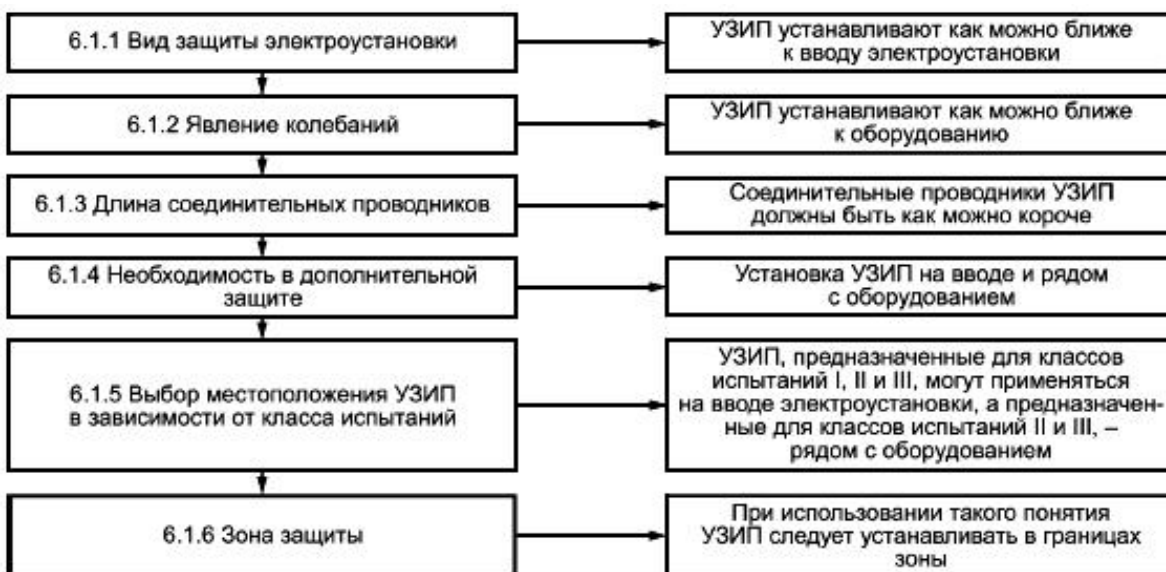 6.1.1 Вид защиты электроустановки
УЗИП устанавливают как можно ближе
к вводу электроустановки
6.1.2 Явление колебаний
УЗИП устанавливают как можно ближе
к оборудованию
6.1.3 Длина соединительных проводников
Соединительные проводники УЗИП
должны быть как можно короче
6.1.4 Необходимость в дополнительной
защите
Установка УЗИП на вводе и рядом
с оборудованием
6.1.5 Выбор местоположения УЗИП
в зависимости от класса испытаний
УЗИП, предназначенные для классов
испытаний I, II и III, могут применяться
на вводе электроустановки, а предназначен-
ные для классов испытаний II и III, –
рядом с оборудованием
6.1.6 Зона защиты
При использовании такого понятия
УЗИП следует устанавливать в границах
зоны